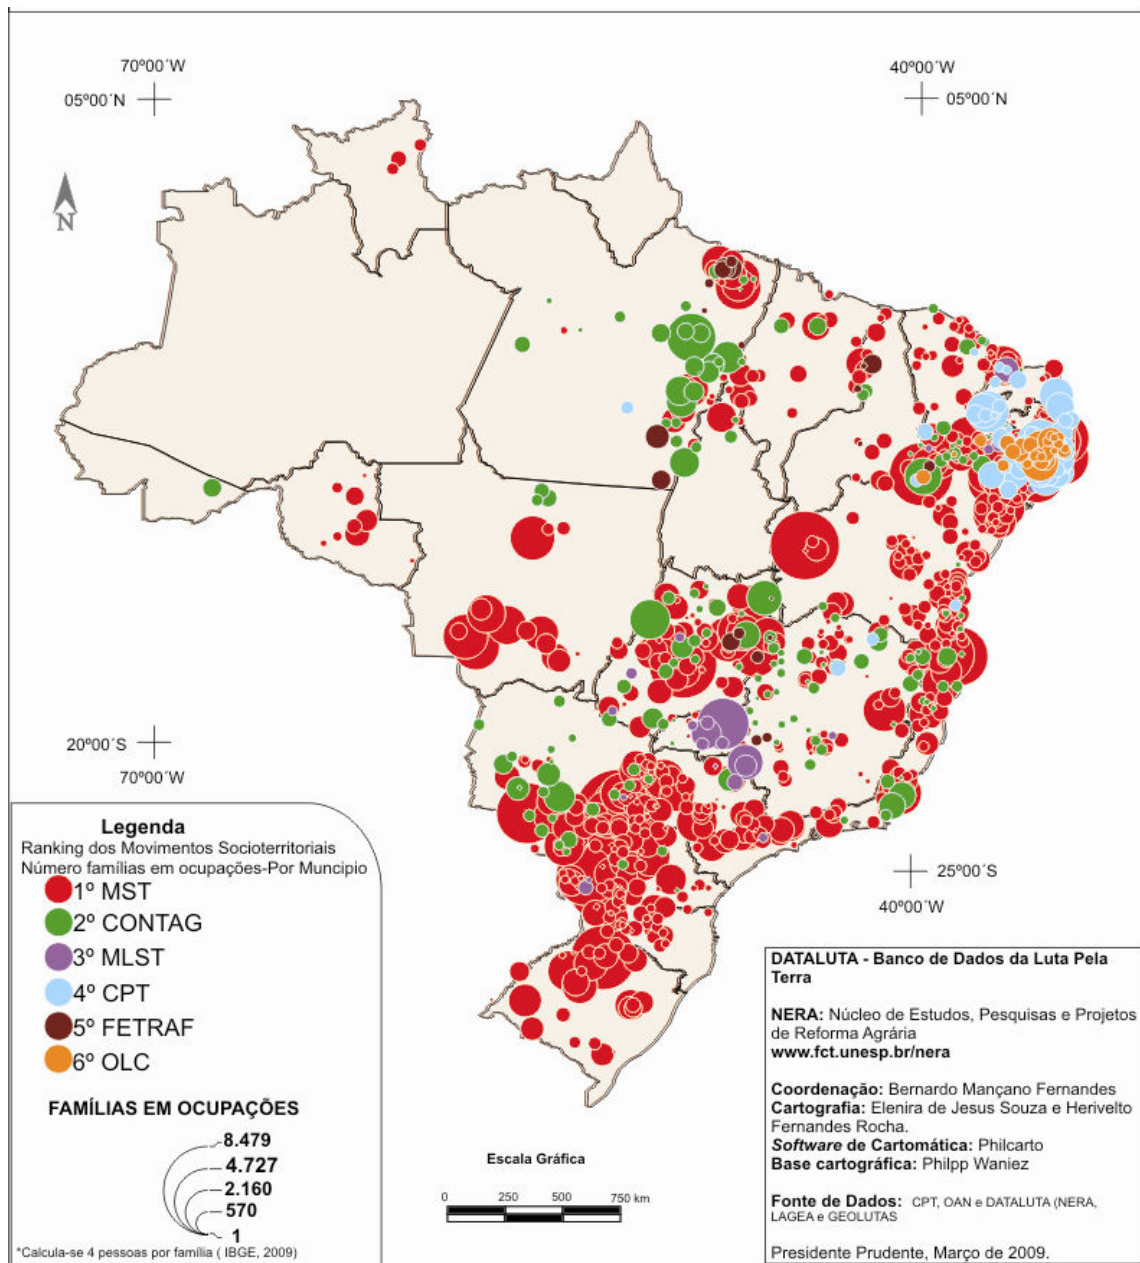 70º00´W
40º00´W
05º00´N
05º00´N
N
20º00´S
70º00´W
25º00´S
40º00´W
Legenda
Ranking dos Movimentos Socioterritoriais
Número famílias em ocupações-Por Muncipio
1º MST
2º CONTAG
3º MLST
4º CPT
5º FETRAF
6º OLC
FAMÍLIAS EM OCUPAÇÕES
8.479
4.727
2.160
570
1
*Calcula-se 4 pessoas por família ( IBGE, 2009)
Escala Gráfica
0 250 500 750 km
DATALUTA - Banco de Dados da Luta Pela
Terra
NERA: Núcleo de Estudos, Pesquisas e Projetos
de Reforma Agrária
www.fct.unesp.br/nera
Coordenação: Bernardo Mançano Fernandes
Cartografia: Elenira de Jesus Souza e Herivelto
Fernandes Rocha.
Software de Cartomática: Philcarto
Base cartográfica: Philpp Waniez
Fonte de Dados: CPT, OAN e DATALUTA (NERA,
LAGEA e GEOLUTAS
Presidente Prudente, Março de 2009.